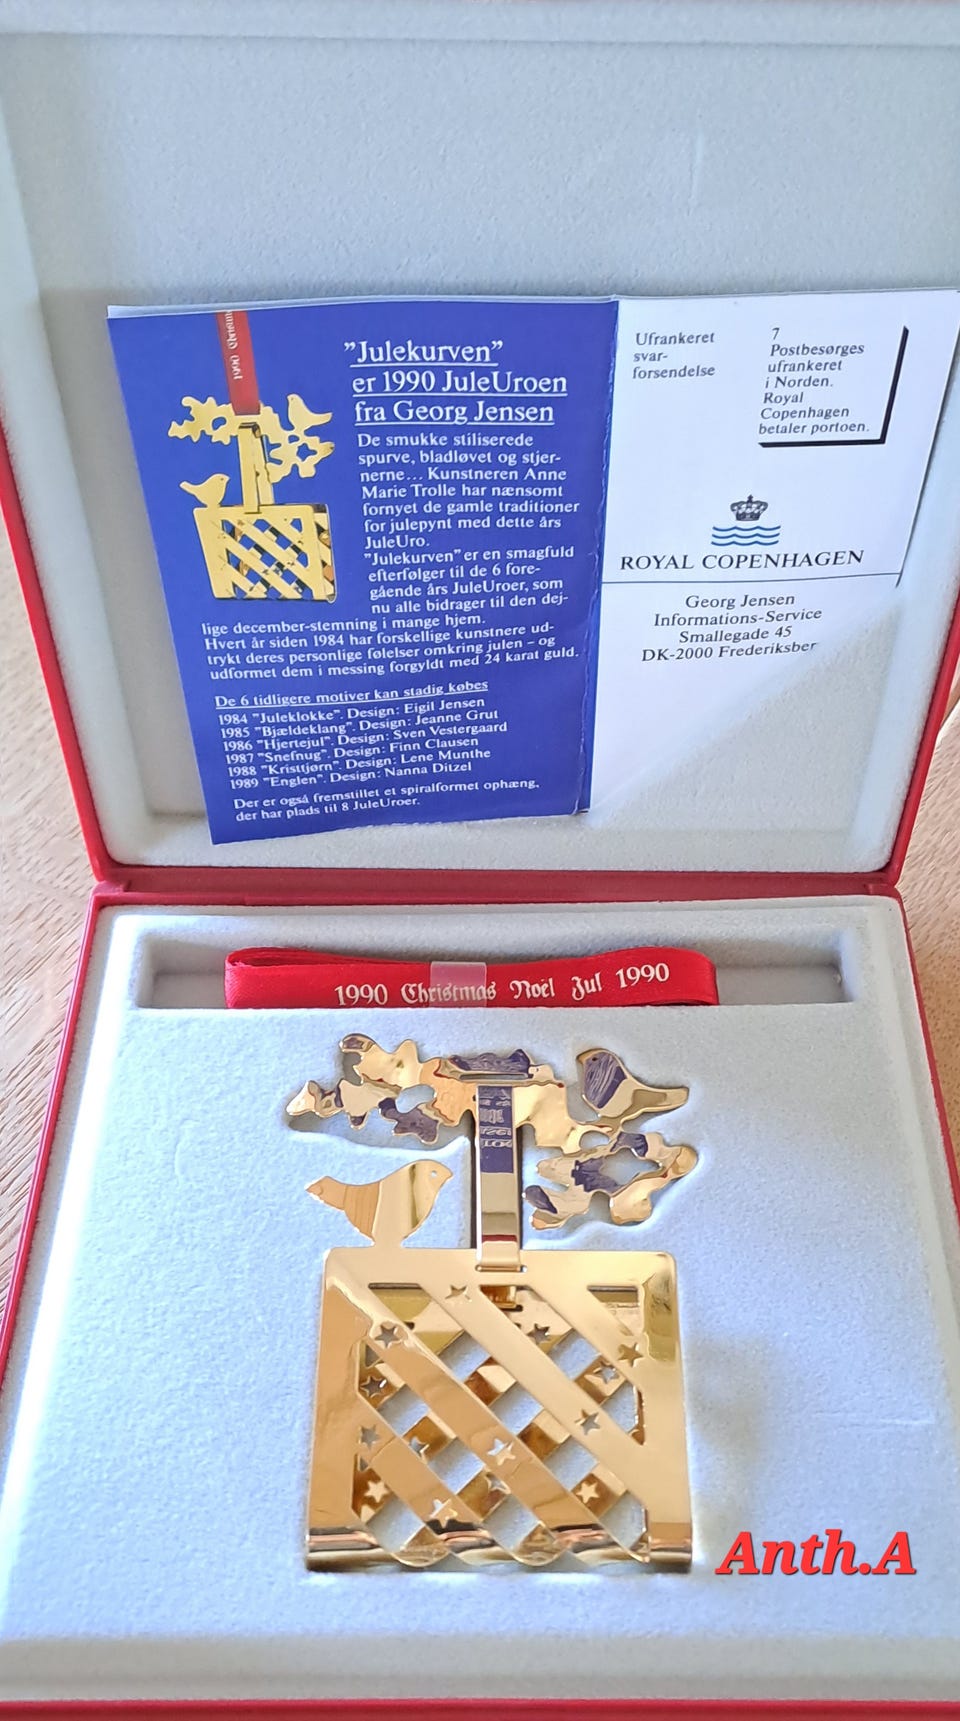 1990 Christmas
"Julekurven"
er 1990 JuleUroen
fra Georg Jensen
De smukke stiliserede
spurve, bladløvet og stjer-
nerne... Kunstneren Anne
Marie Trolle har nænsomt
fornyet de gamle traditioner
for julepynt med dette års
JuleUro.
"Julekurven" er en smagfuld
efterfølger til de 6 fore-
gående års JuleUroer, som
nu alle bidrager til den dej-
lige december-stemning i mange hjem.
Hvert år siden 1984 har forskellige kunstnere ud-
trykt deres personlige følelser omkring julen – og
udformet dem i messing forgyldt med 24 karat guld.
De 6 tidligere motiver kan stadig købes
1984 "Juleklokke". Design: Eigil Jensen
1985 "Bjældeklang". Design: Jeanne Grut
1986 "Hjertejul". Design: Sven Vestergaard
1987 "Snefnug". Design: Finn Clausen
1988 "Kristtjørn". Design: Lene Munthe
1989 "Englen". Design: Nanna Ditzel
Der er også fremstillet et spiralformet ophæng,
der har plads til 8 JuleUroer.
Ufrankeret
svar-
forsendelse
7
Postbesørges
ufrankeret
i Norden.
Royal
Copenhagen
betaler portoen.
ROYAL COPENHAGEN
Georg Jensen
Informations-Service
Smallegade 45
DK-2000 Frederiksber
1990 Christmas Noël Jul 1990
Anth.A